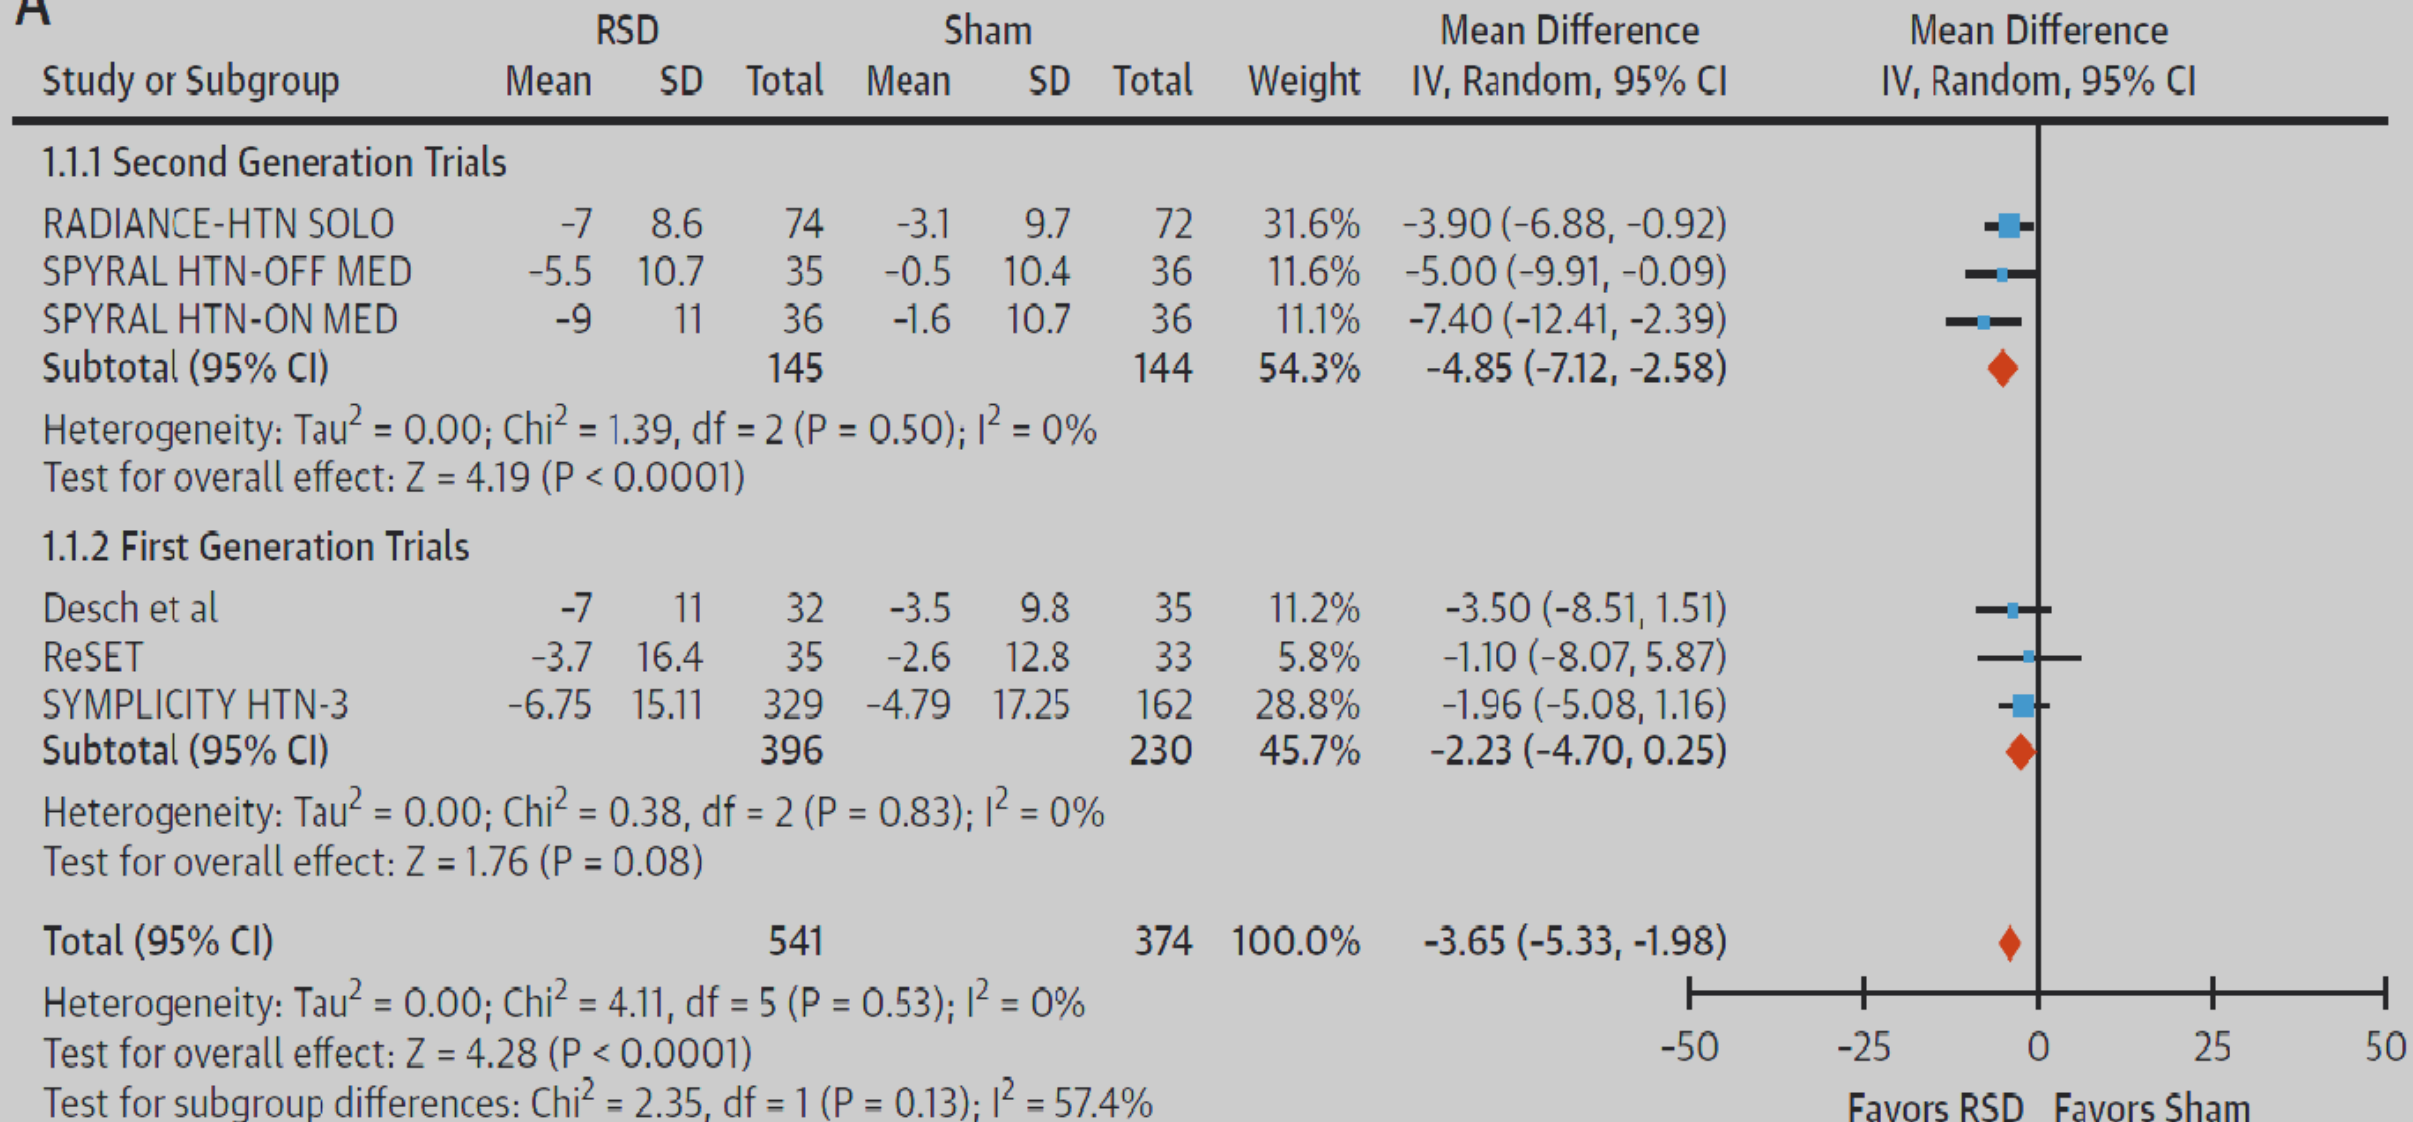 A
RSD Sham Mean Difference Mean Difference
Study or Subgroup Mean SD Total Mean SD Total Weight IV, Random, 95% CI IV, Random, 95% CI
1.1.1 Second Generation Trials
RADIANCE-HTN SOLO −7 8.6 74 −3.1 9.7 72 31.6% −3.90 (−6.88, −0.92)
SPYRAL HTN-OFF MED −5.5 10.7 35 −0.5 10.4 36 11.6% −5.00 (−9.91, −0.09)
SPYRAL HTN-ON MED −9 11 36 −1.6 10.7 36 11.1% −7.40 (−12.41, −2.39)
Subtotal (95% CI) 145 144 54.3% −4.85 (−7.12, −2.58)
Heterogeneity: Tau² = 0.00; Chi² = 1.39, df = 2 (P = 0.50); I² = 0%
Test for overall effect: Z = 4.19 (P < 0.0001)
1.1.2 First Generation Trials
Desch et al −7 11 32 −3.5 9.8 35 11.2% −3.50 (−8.51, 1.51)
ReSET −3.7 16.4 35 −2.6 12.8 33 5.8% −1.10 (−8.07, 5.87)
SYMPLICITY HTN-3 −6.75 15.11 329 −4.79 17.25 162 28.8% −1.96 (−5.08, 1.16)
Subtotal (95% CI) 396 230 45.7% −2.23 (−4.70, 0.25)
Heterogeneity: Tau² = 0.00; Chi² = 0.38, df = 2 (P = 0.83); I² = 0%
Test for overall effect: Z = 1.76 (P = 0.08)
Total (95% CI) 541 374 100.0% −3.65 (−5.33, -1.98)
Heterogeneity: Tau² = 0.00; Chi² = 4.11, df = 5 (P = 0.53); I² = 0%
Test for overall effect: Z = 4.28 (P < 0.0001)
Test for subgroup differences: Chi² = 2.35, df = 1 (P = 0.13); I² = 57.4%
−50 −25 0 25 50
Favors RSD Favors Sham